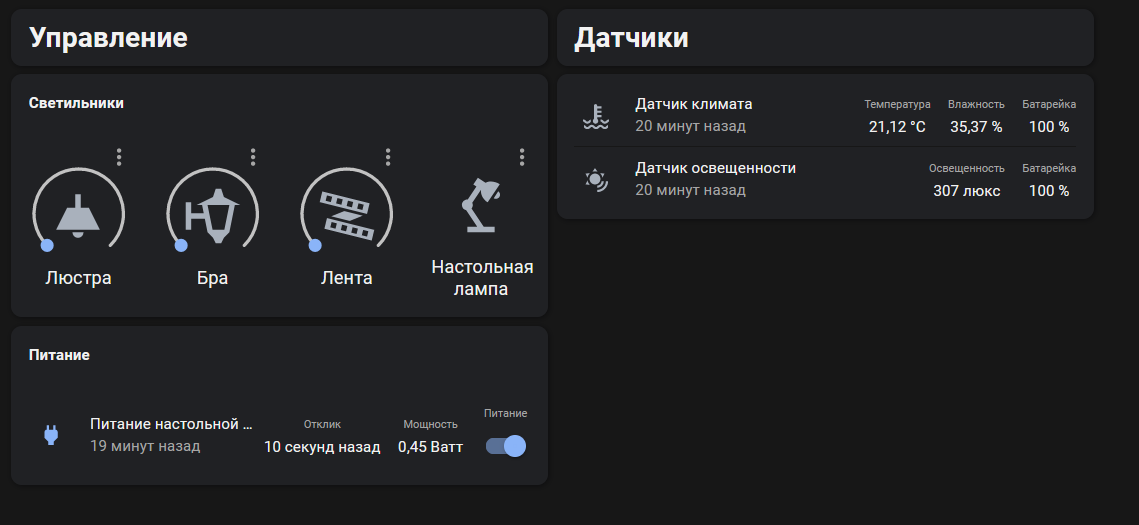 Управление
Светильники
Люстра
Бра
Лента
Настольная
лампа
Питание
Питание настольной ...
19 минут назад
Отклик
10 секунд назад
Мощность
0,45 Ватт
Питание
Датчики
Датчик климата
20 минут назад
Температура
21,12 °C
Влажность
35,37 %
Батарейка
100 %
Датчик освещенности
20 минут назад
Освещенность
307 люкс
Батарейка
100 %